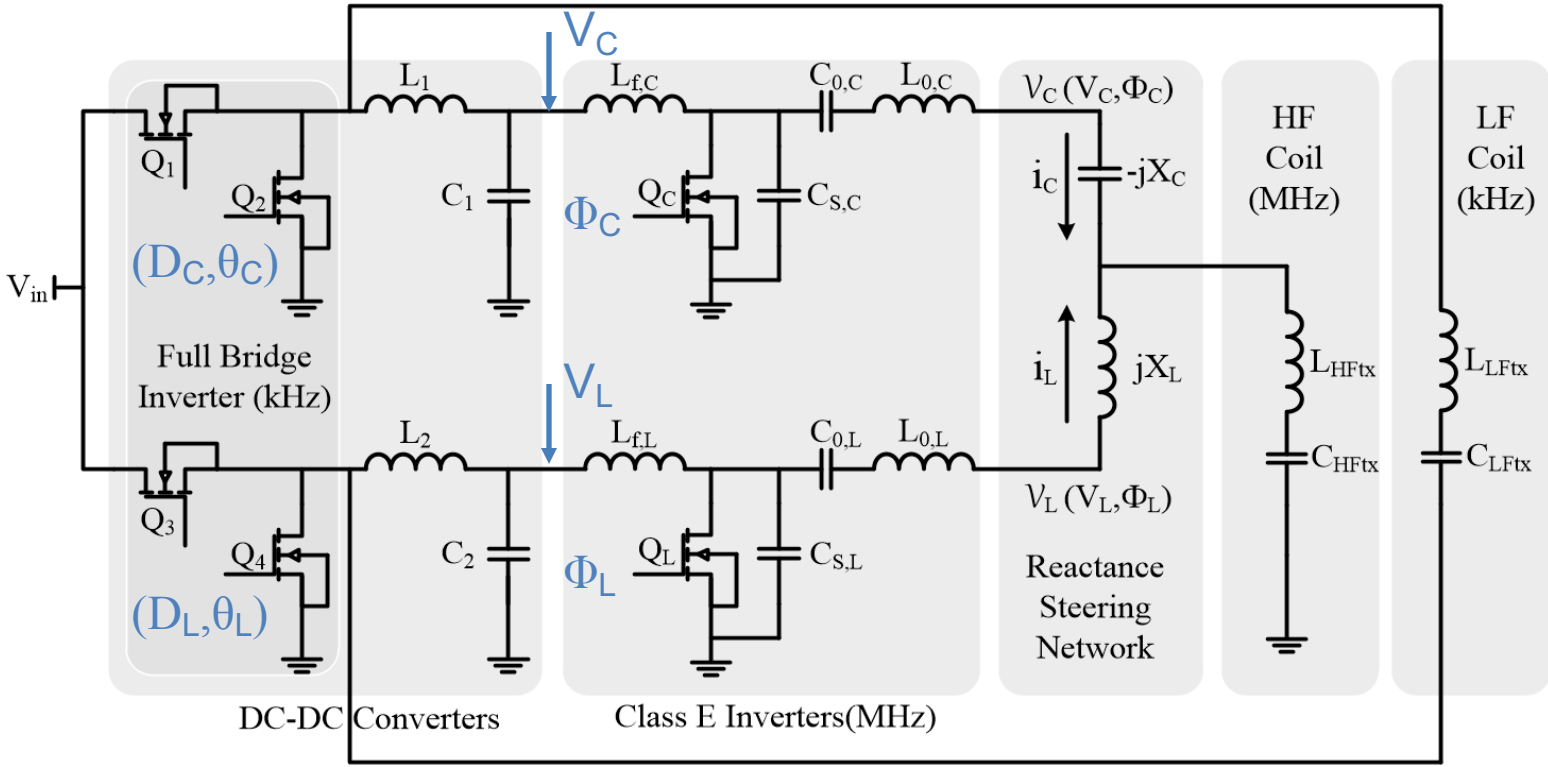 V_C
L_1
L_f,C
C_0,C
L_0,C
𝒱_C (V_C,Φ_C)
HF
Coil
(MHz)
LF
Coil
(kHz)
Q_1
Q_2
C_1
Q_C
Φ_C
C_S,C
i_C
-jX_C
(D_C,θ_C)
V_in
Full Bridge
Inverter (kHz)
V_L
i_L
jX_L
L_HFtx
L_LFtx
L_2
L_f,L
C_0,L
L_0,L
C_HFtx
C_LFtx
𝒱_L (V_L,Φ_L)
Q_3
Q_4
C_2
Q_L
Φ_L
C_S,L
(D_L,θ_L)
Reactance
Steering
Network
DC-DC Converters
Class E Inverters(MHz)